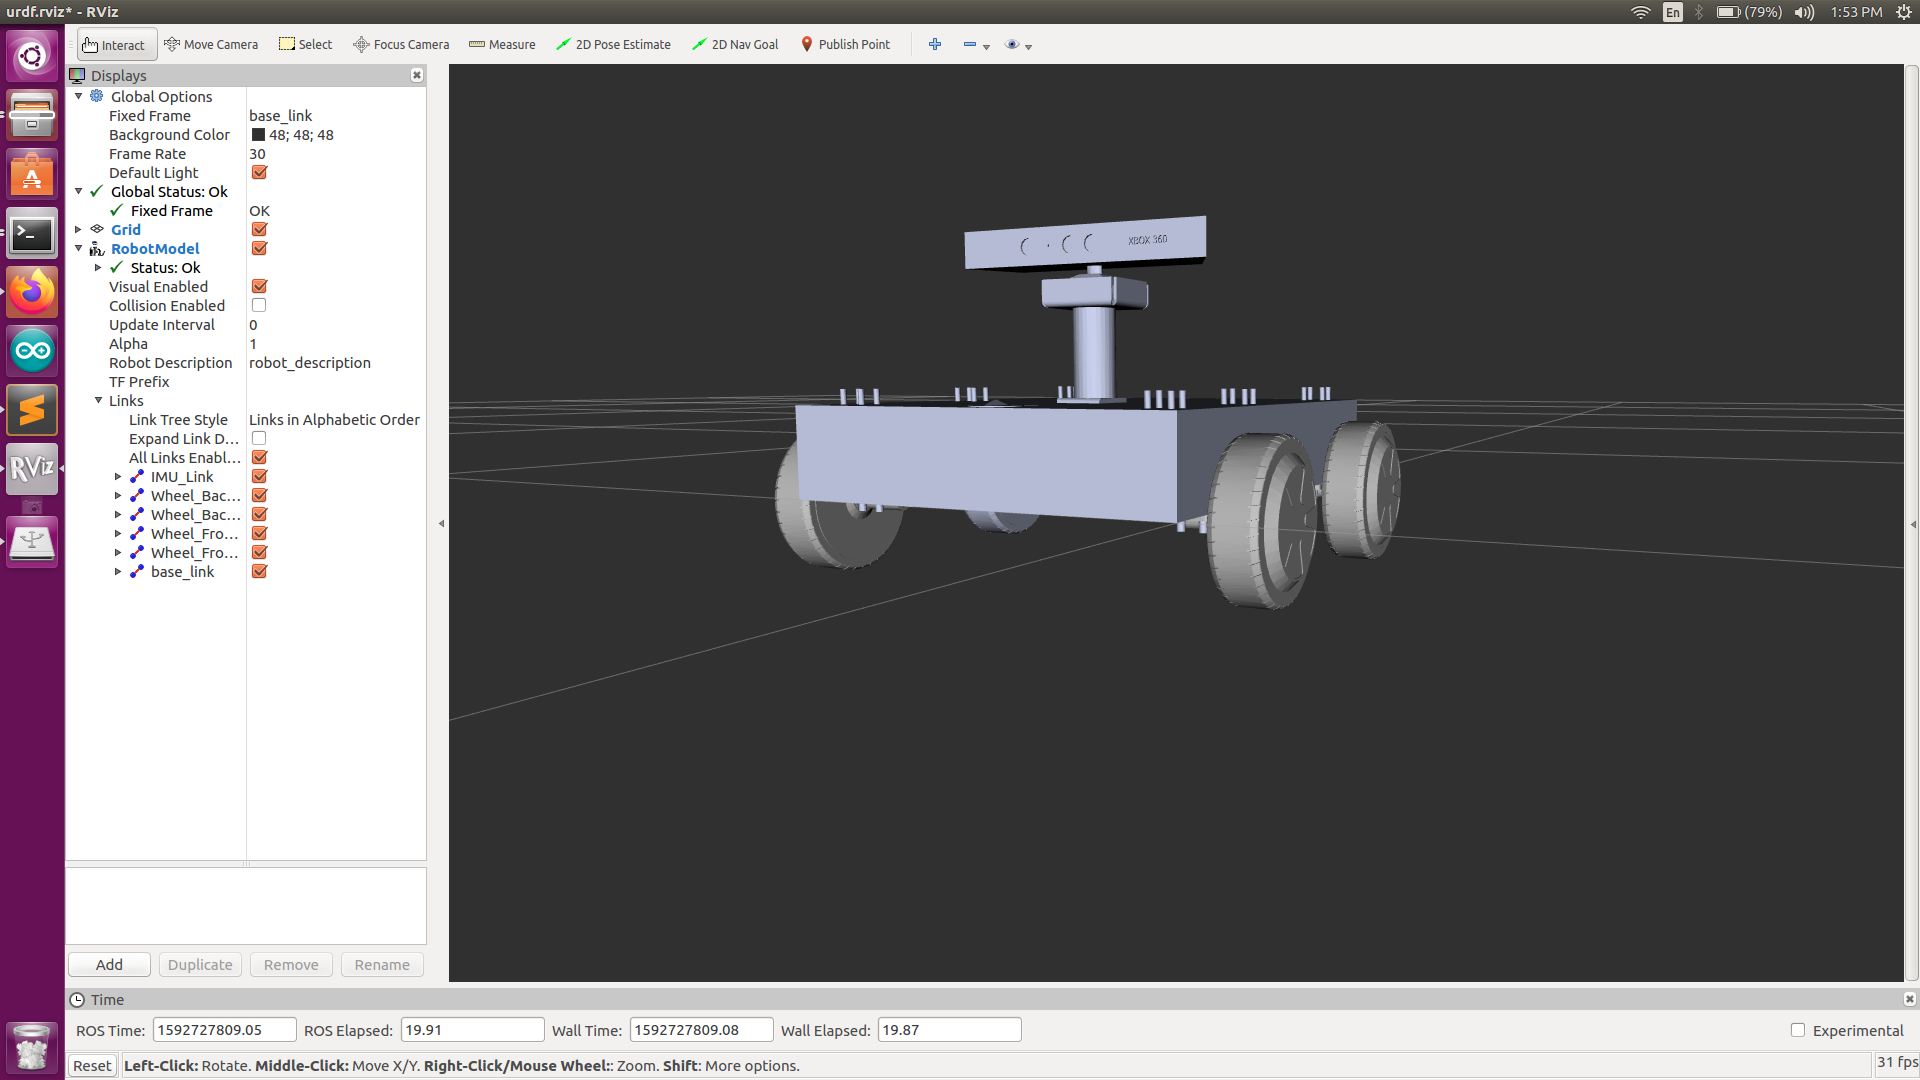 urdf.rviz* - RViz
En
(79%)
1:53 PM
Interact
Move Camera
Select
Focus Camera
Measure
2D Pose Estimate
2D Nav Goal
Publish Point
Displays
Global Options
Fixed Frame base_link
Background Color 48; 48; 48
Frame Rate 30
Default Light
Global Status: Ok
Fixed Frame OK
Grid
RobotModel
Status: Ok
Visual Enabled
Collision Enabled
Update Interval 0
Alpha 1
Robot Description robot_description
TF Prefix
Links
Link Tree Style Links in Alphabetic Order
Expand Link D...
All Links Enabl...
IMU_Link
Wheel_Bac...
Wheel_Bac...
Wheel_Fro...
Wheel_Fro...
base_link
XBOX 360
RViz
Add
Duplicate
Remove
Rename
Time
ROS Time: 1592727809.05 ROS Elapsed: 19.91 Wall Time: 1592727809.08 Wall Elapsed: 19.87 Experimental
Reset Left-Click: Rotate. Middle-Click: Move X/Y. Right-Click/Mouse Wheel:: Zoom. Shift: More options. 31 fps